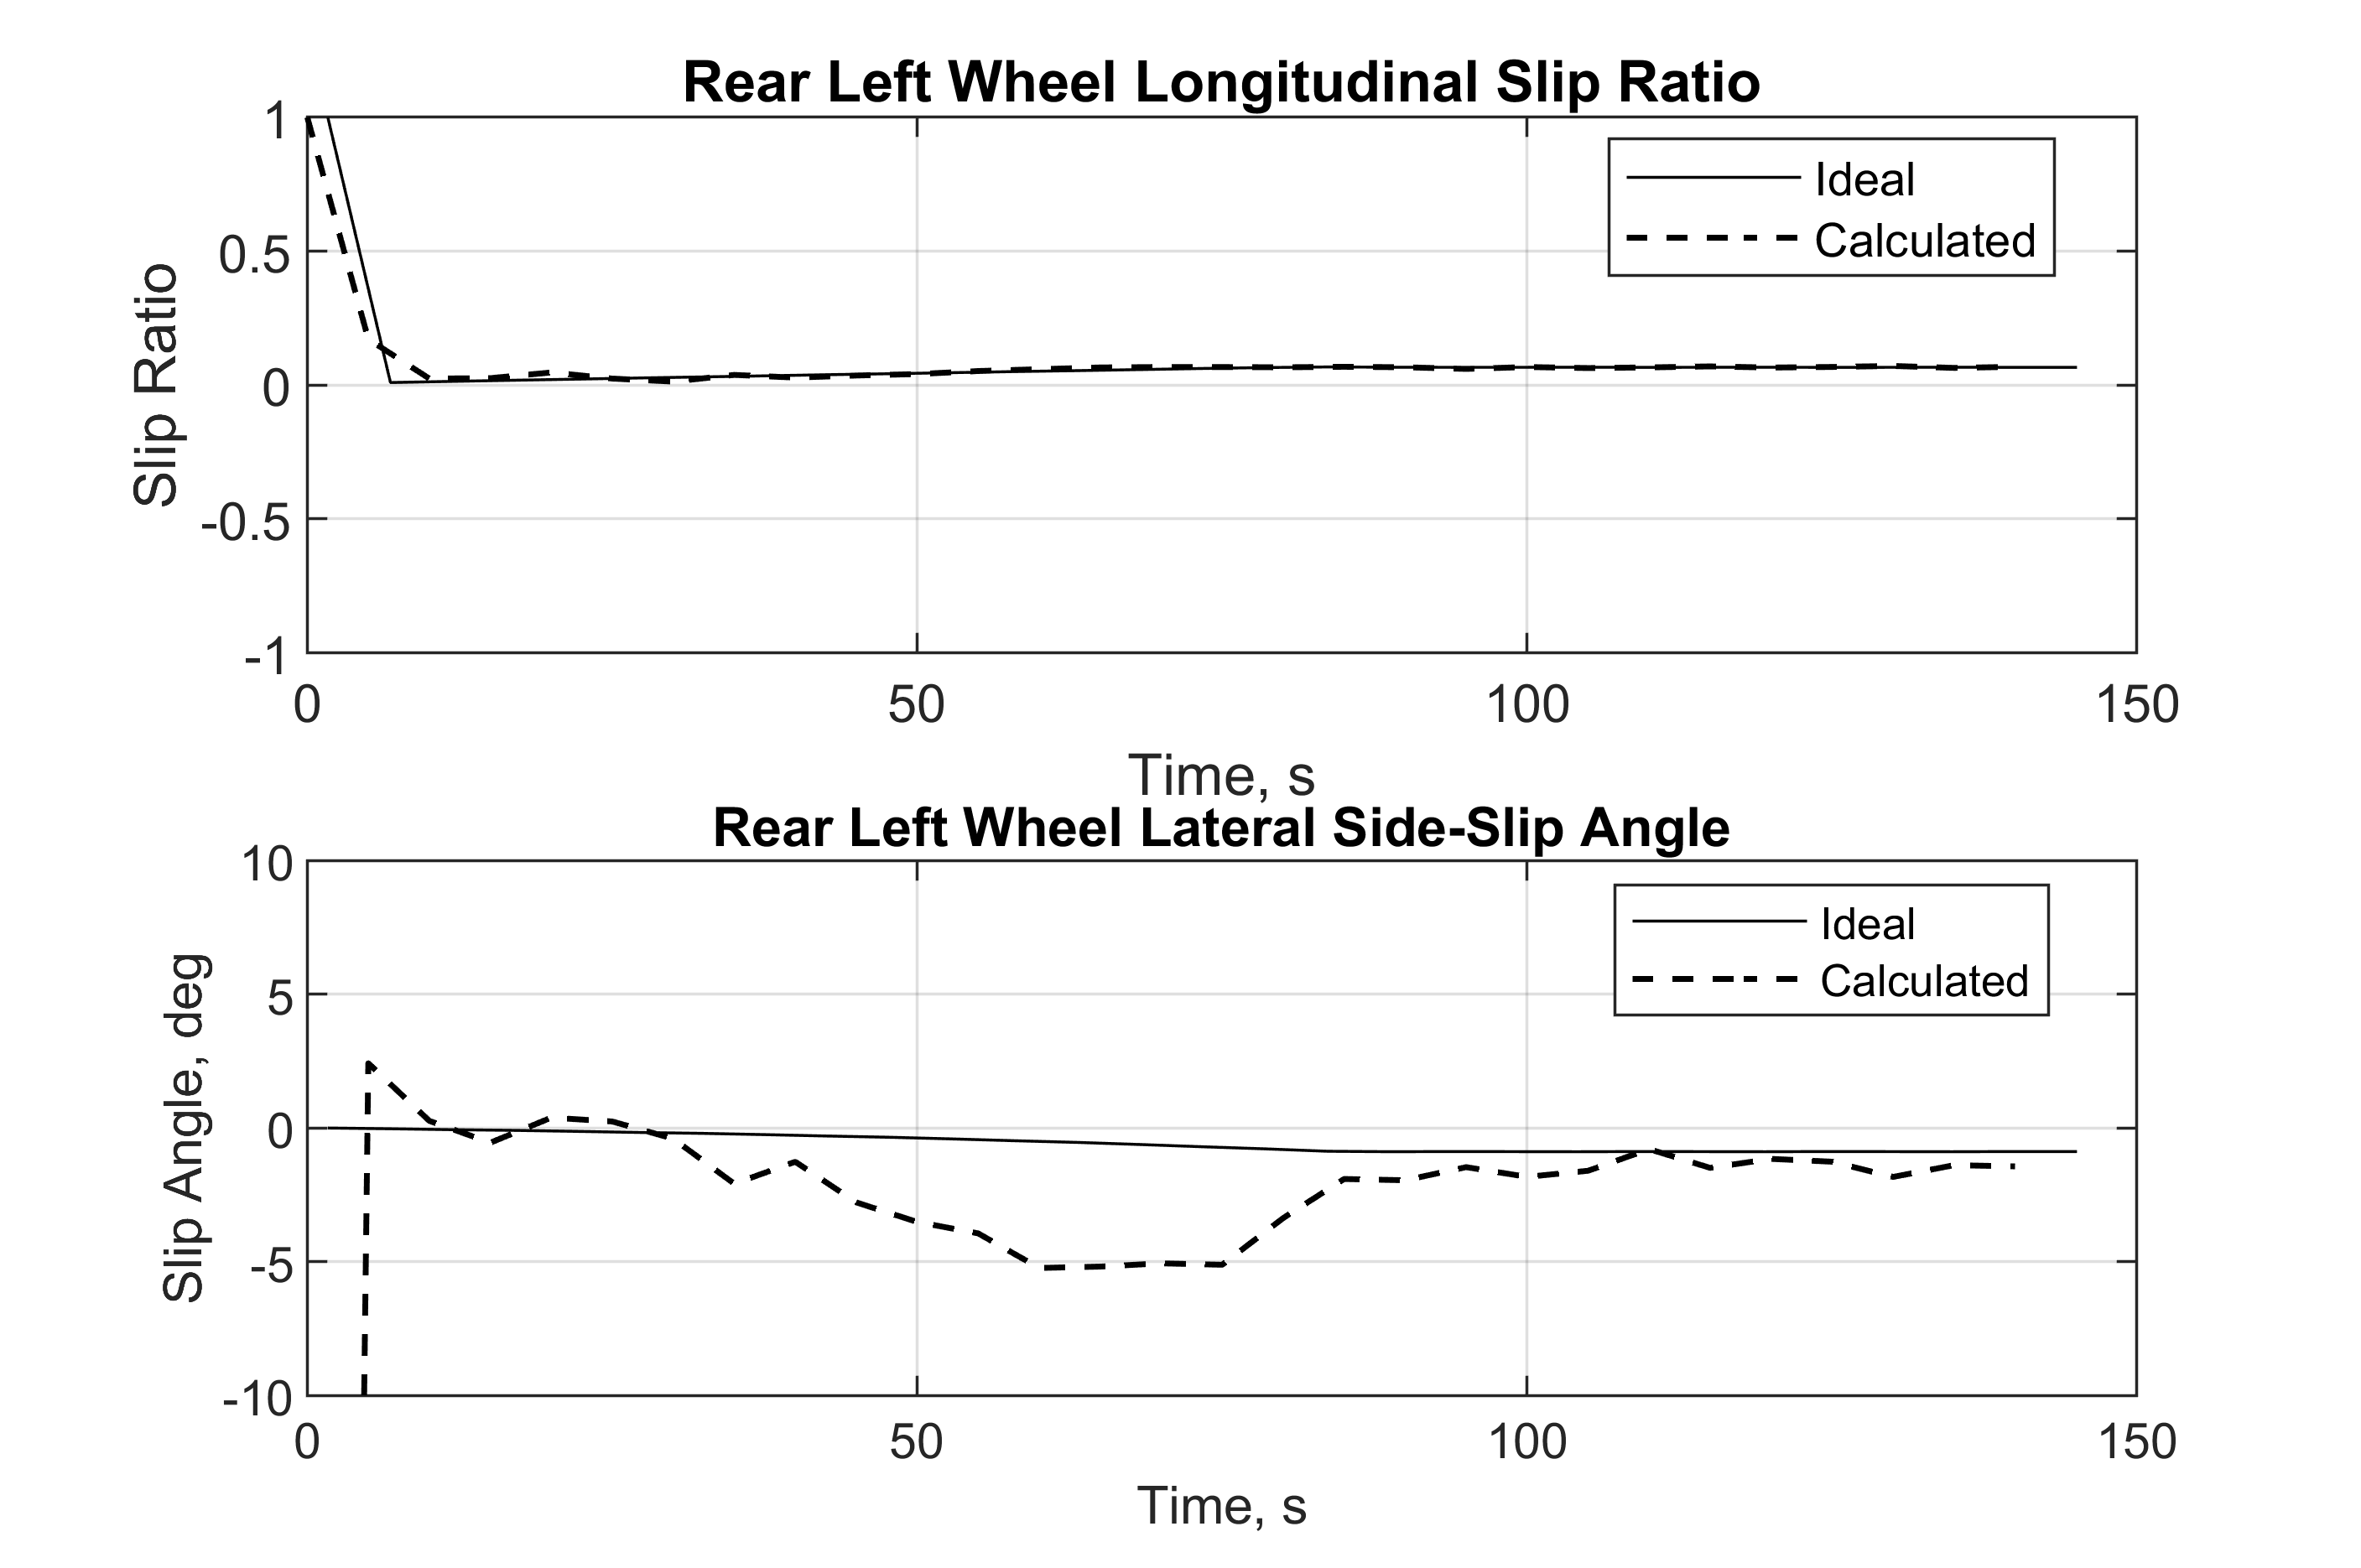 Rear Left Wheel Longitudinal Slip Ratio
1
0.5
0
-0.5
-1
Slip Ratio
Ideal
Calculated
0
50
100
150
Time, s
Rear Left Wheel Lateral Side-Slip Angle
10
5
0
-5
-10
Slip Angle, deg
Ideal
Calculated
0
50
100
150
Time, s